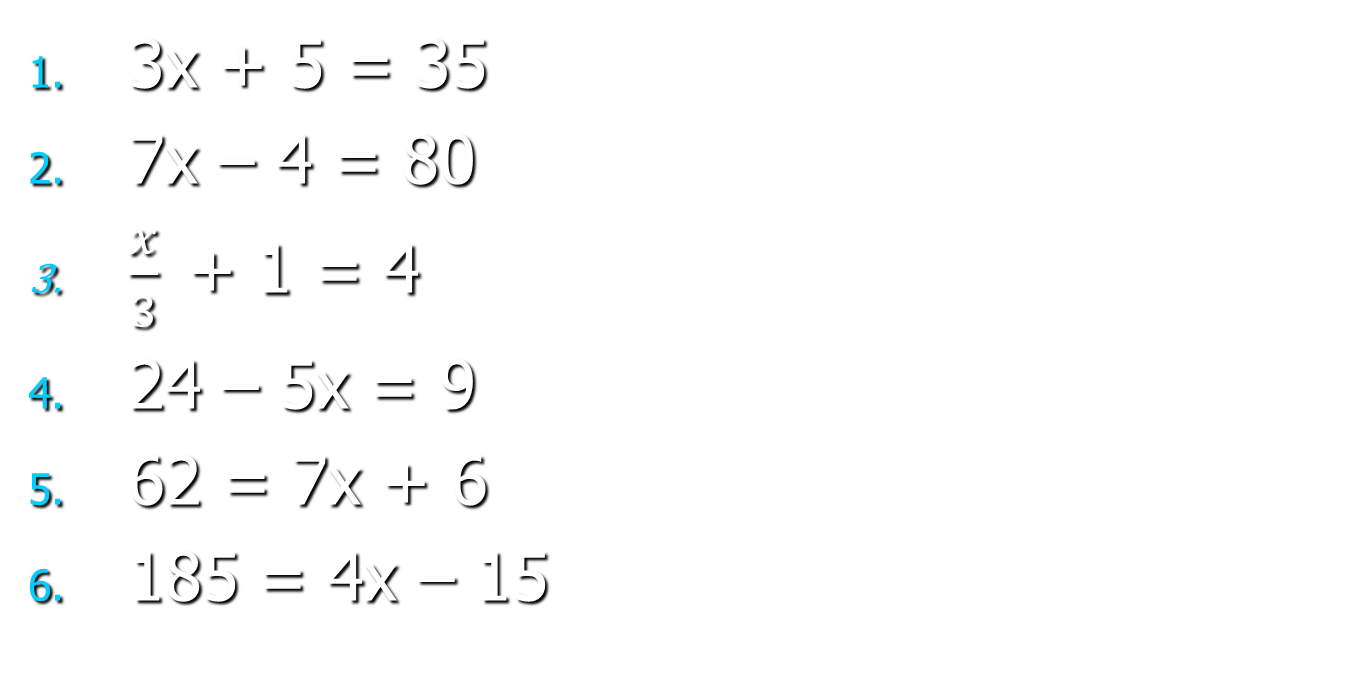 1. 3x + 5 = 35
2. 7x – 4 = 80
3. x/3 + 1 = 4
4. 24 – 5x = 9
5. 62 = 7x + 6
6. 185 = 4x – 15